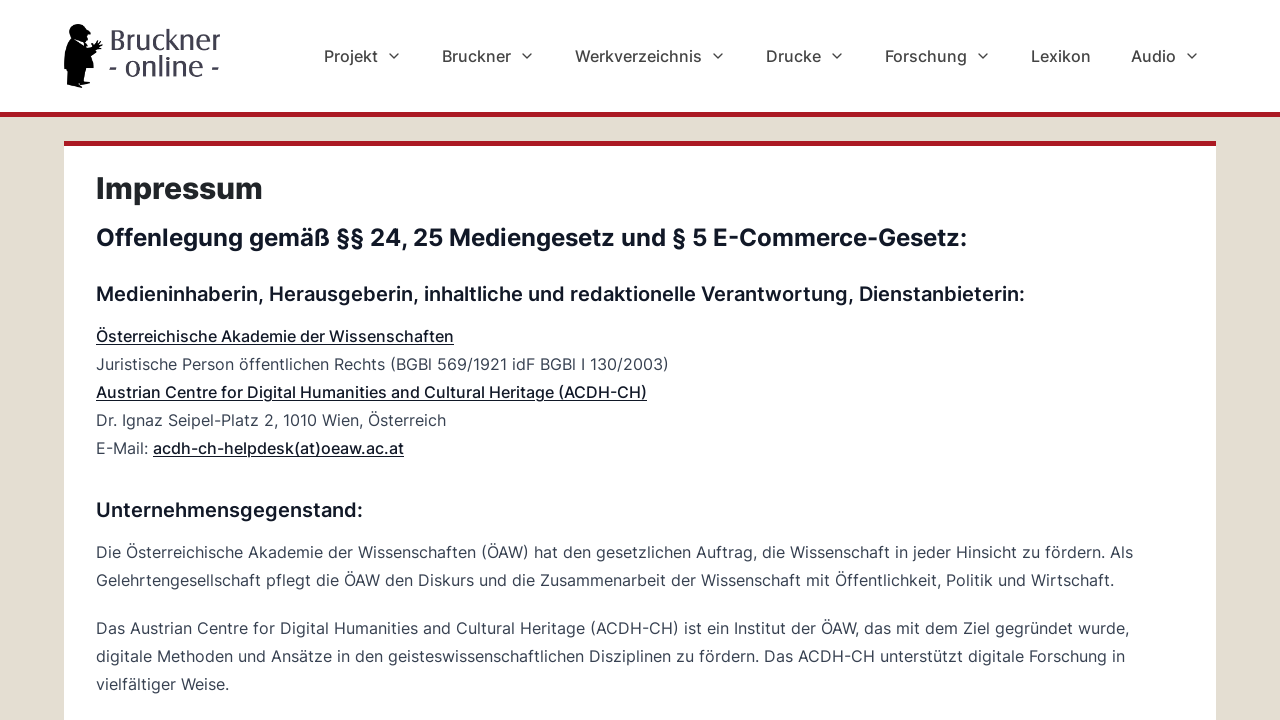 Bruckner
- online -
Projekt
Bruckner
Werkverzeichnis
Drucke
Forschung
Lexikon
Audio
Impressum
Offenlegung gemäß §§ 24, 25 Mediengesetz und § 5 E-Commerce-Gesetz:
Medieninhaberin, Herausgeberin, inhaltliche und redaktionelle Verantwortung, Dienstanbieterin:
Österreichische Akademie der Wissenschaften
Juristische Person öffentlichen Rechts (BGBl 569/1921 idF BGBl I 130/2003)
Austrian Centre for Digital Humanities and Cultural Heritage (ACDH-CH)
Dr. Ignaz Seipel-Platz 2, 1010 Wien, Österreich
E-Mail: acdh-ch-helpdesk(at)oeaw.ac.at
Unternehmensgegenstand:
Die Österreichische Akademie der Wissenschaften (ÖAW) hat den gesetzlichen Auftrag, die Wissenschaft in jeder Hinsicht zu fördern. Als
Gelehrtengesellschaft pflegt die ÖAW den Diskurs und die Zusammenarbeit der Wissenschaft mit Öffentlichkeit, Politik und Wirtschaft.
Das Austrian Centre for Digital Humanities and Cultural Heritage (ACDH-CH) ist ein Institut der ÖAW, das mit dem Ziel gegründet wurde,
digitale Methoden und Ansätze in den geisteswissenschaftlichen Disziplinen zu fördern. Das ACDH-CH unterstützt digitale Forschung in
vielfältiger Weise.